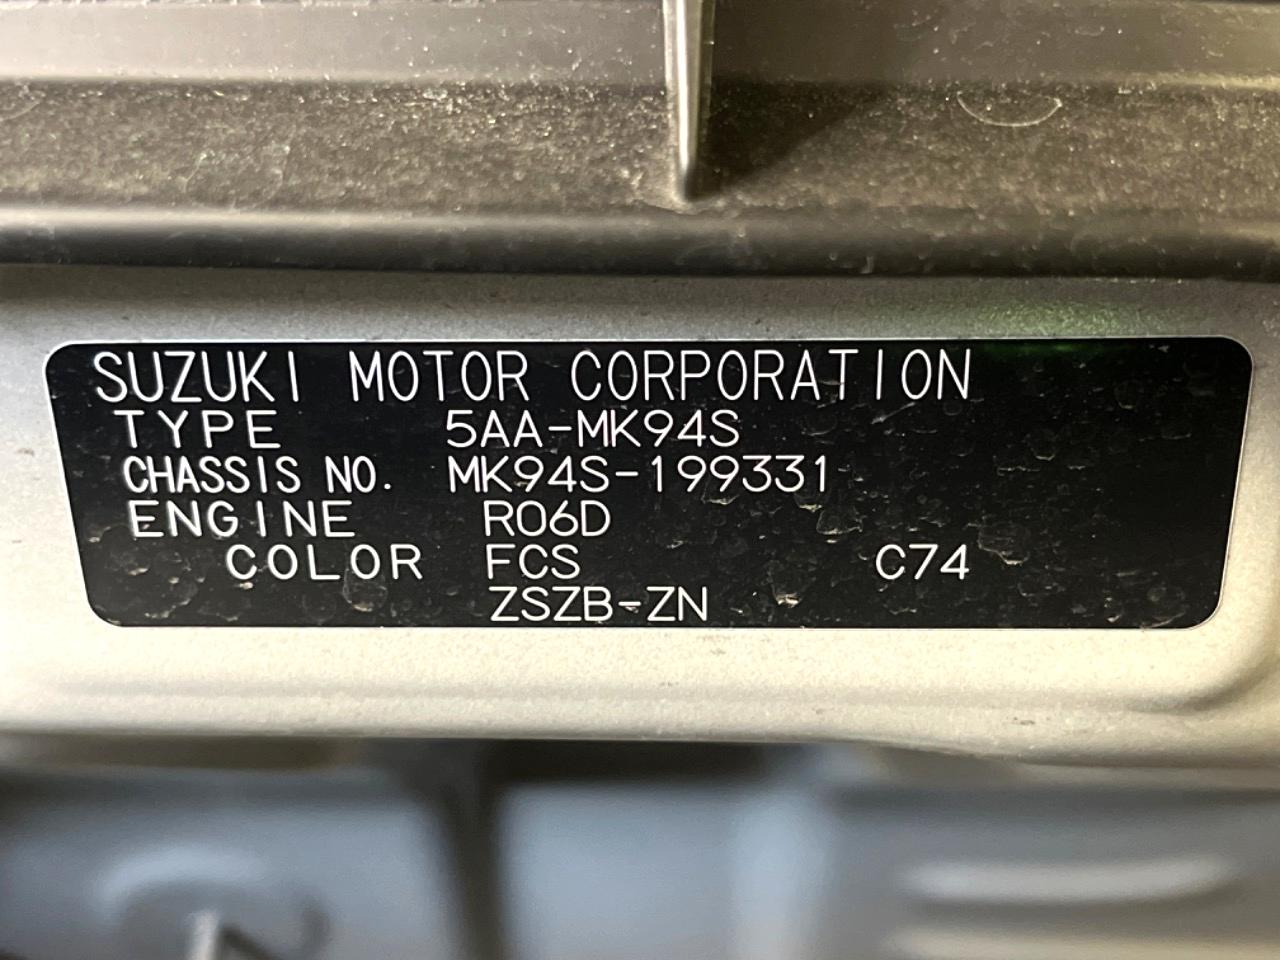 SUZUKI MOTOR CORPORATION
TYPE 5AA-MK94S
CHASSIS NO. MK94S-199331
ENGINE R06D
COLOR FCS C74
ZSZB-ZN